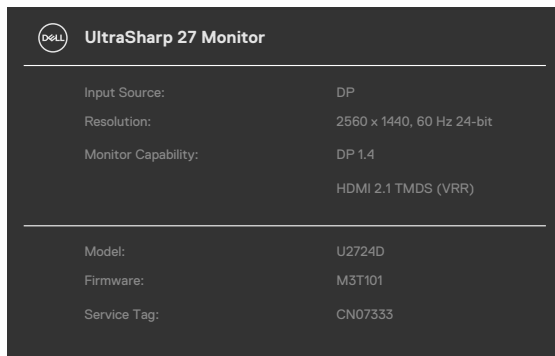 DELL UltraSharp 27 Monitor
Input Source: DP
Resolution: 2560 x 1440, 60 Hz 24-bit
Monitor Capability: DP 1.4
HDMI 2.1 TMDS (VRR)
Model: U2724D
Firmware: M3T101
Service Tag: CN07333